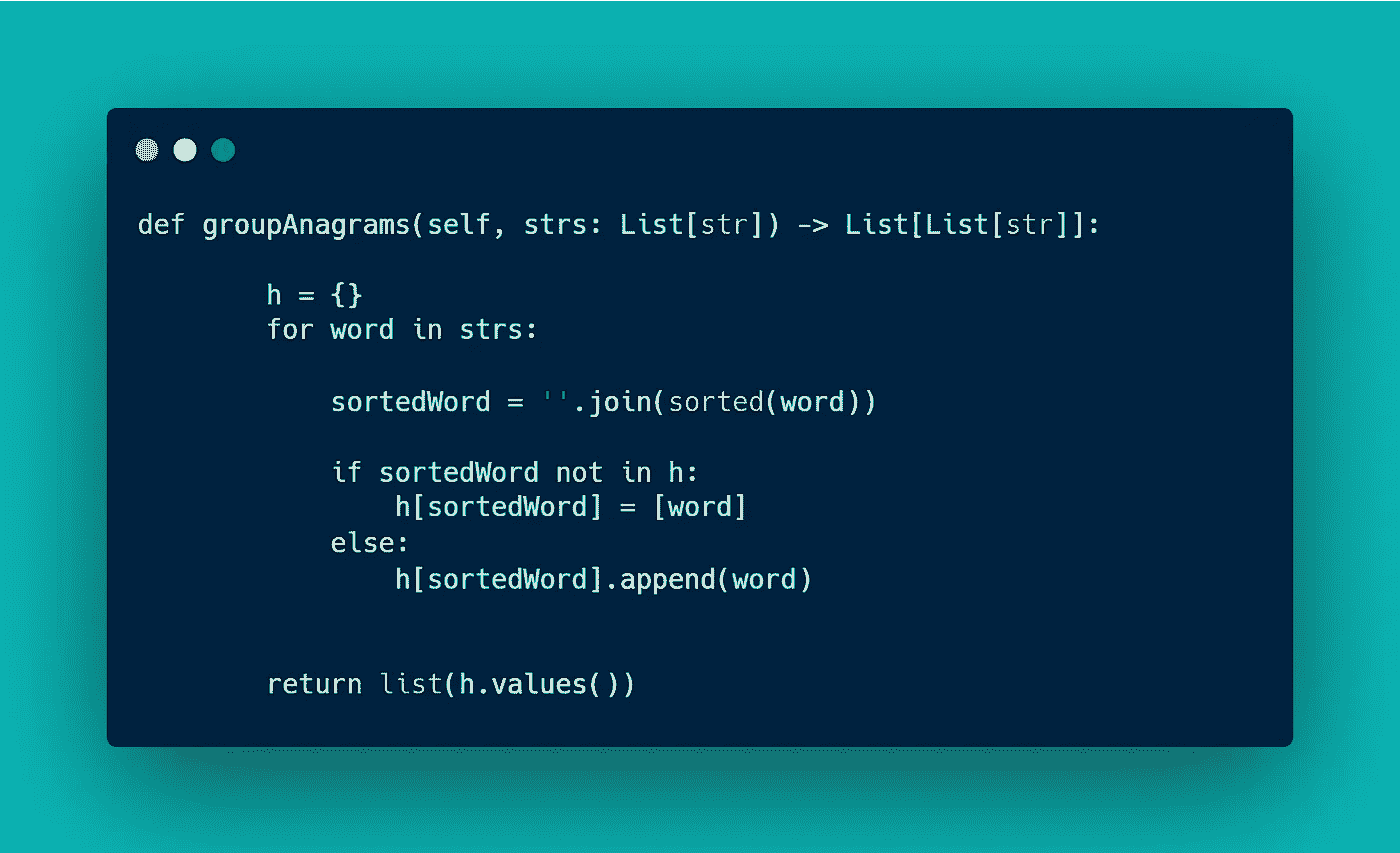 def groupAnagrams(self, strs: List[str]) -> List[List[str]]:
        h = {}
        for word in strs:
            sortedWord = ''.join(sorted(word))
            if sortedWord not in h:
                h[sortedWord] = [word]
            else:
                h[sortedWord].append(word)
        return list(h.values())